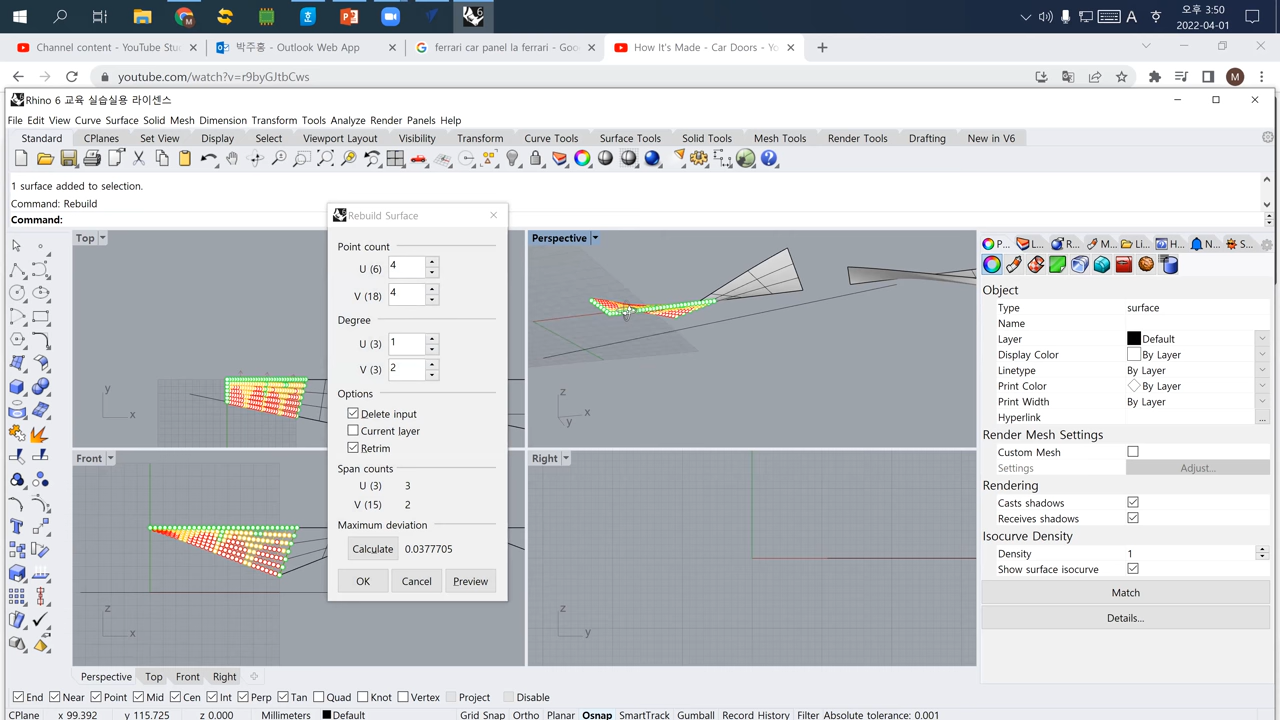 오후 3:50
2022-04-01
A
Channel content - YouTube Stu
박주홍 - Outlook Web App
ferrari car panel la ferrari - Goo
How It's Made - Car Doors - Yo
youtube.com/watch?v=r9byGJtbCws
M
Rhino 6 교육 실습실용 라이센스
File Edit View Curve Surface Solid Mesh Dimension Transform Tools Analyze Render Panels Help
Standard CPlanes Set View Display Select Viewport Layout Visibility Transform Curve Tools Surface Tools Solid Tools Mesh Tools Render Tools Drafting New in V6
1 surface added to selection.
Command: Rebuild
Command:
Top
Perspective
Front
Right
Rebuild Surface
Point count
U (6) 4
V (18) 4
Degree
U (3) 1
V (3) 2
Options
Delete input
Current layer
Retrim
Span counts
U (3) 3
V (15) 2
Maximum deviation
Calculate 0.0377705
OK Cancel Preview
y
x
z
x
y
z
x
z
y
P... L... R... M... Li... H... N... S...
Object
Type surface
Name
Layer Default
Display Color By Layer
Linetype By Layer
Print Color By Layer
Print Width By Layer
Hyperlink ...
Render Mesh Settings
Custom Mesh
Settings Adjust...
Rendering
Casts shadows
Receives shadows
Isocurve Density
Density 1
Show surface isocurve
Match
Details...
Perspective Top Front Right
End Near Point Mid Cen Int Perp Tan Quad Knot Vertex Project Disable
CPlane x 99.392 y 115.725 z 0.000 Millimeters Default Grid Snap Ortho Planar Osnap SmartTrack Gumball Record History Filter Absolute tolerance: 0.001